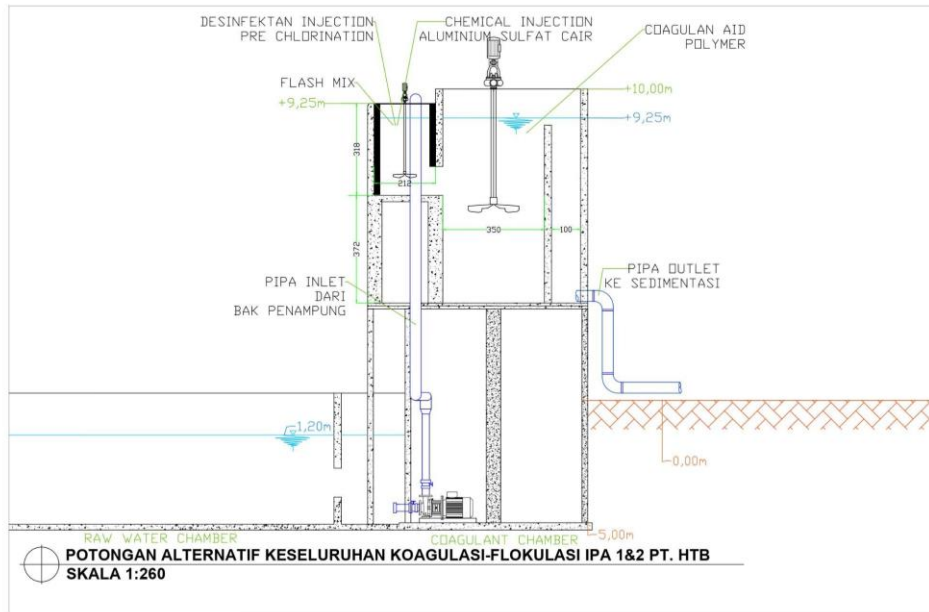 DESINFEKTAN INJECTION
PRE CHLORINATION
CHEMICAL INJECTION
ALUMINIUM SULFAT CAIR
COAGULAN AID
POLYMER
FLASH MIX
+9,25m
+10,00m
+9,25m
318
212
372
350
100
PIPA INLET
DARI
BAK PENAMPUNG
PIPA OUTLET
KE SEDIMENTASI
-1,20m
-0,00m
-5,00m
RAW WATER CHAMBER
COAGULANT CHAMBER
POTONGAN ALTERNATIF KESELURUHAN KOAGULASI-FLOKULASI IPA 1&2 PT. HTB
SKALA 1:260